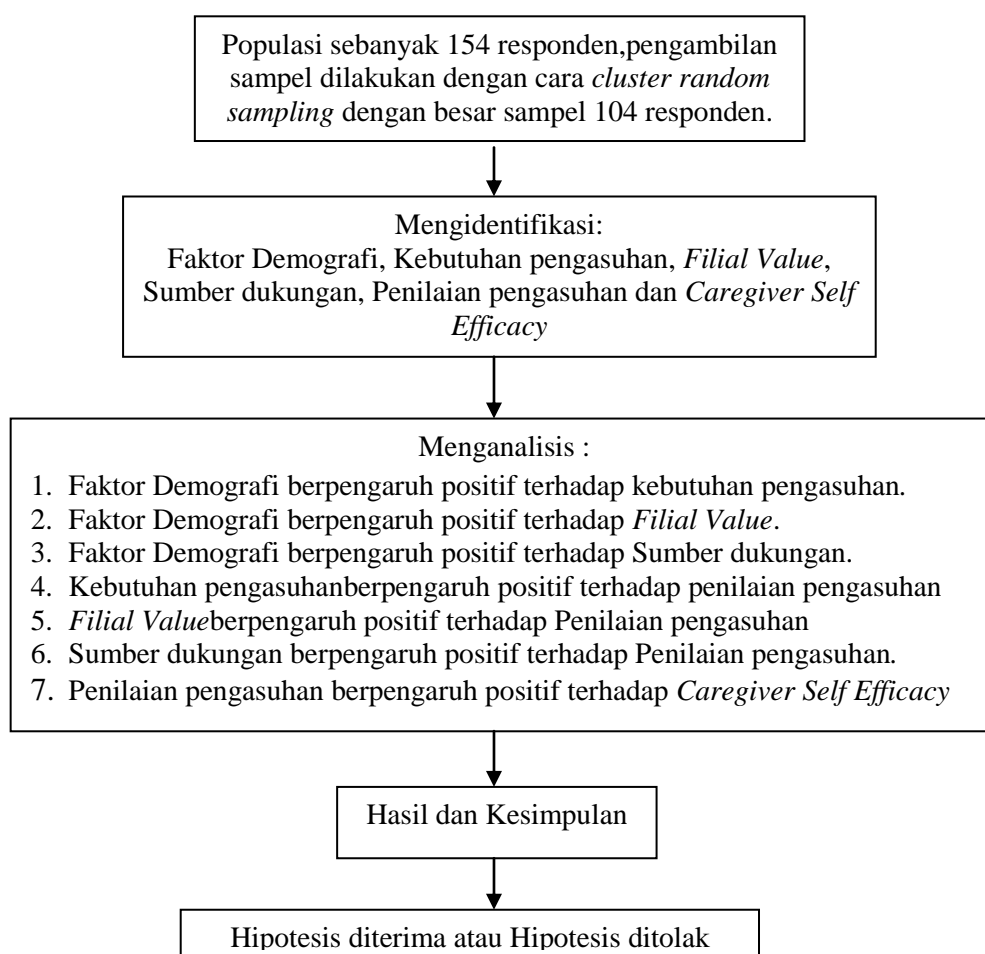 Populasi sebanyak 154 responden,pengambilan
sampel dilakukan dengan cara cluster random
sampling dengan besar sampel 104 responden.
Mengidentifikasi:
Faktor Demografi, Kebutuhan pengasuhan, Filial Value,
Sumber dukungan, Penilaian pengasuhan dan Caregiver Self
Efficacy
Menganalisis :
1. Faktor Demografi berpengaruh positif terhadap kebutuhan pengasuhan.
2. Faktor Demografi berpengaruh positif terhadap Filial Value.
3. Faktor Demografi berpengaruh positif terhadap Sumber dukungan.
4. Kebutuhan pengasuhanberpengaruh positif terhadap penilaian pengasuhan
5. Filial Valueberpengaruh positif terhadap Penilaian pengasuhan
6. Sumber dukungan berpengaruh positif terhadap Penilaian pengasuhan.
7. Penilaian pengasuhan berpengaruh positif terhadap Caregiver Self Efficacy
Hasil dan Kesimpulan
Hipotesis diterima atau Hipotesis ditolak